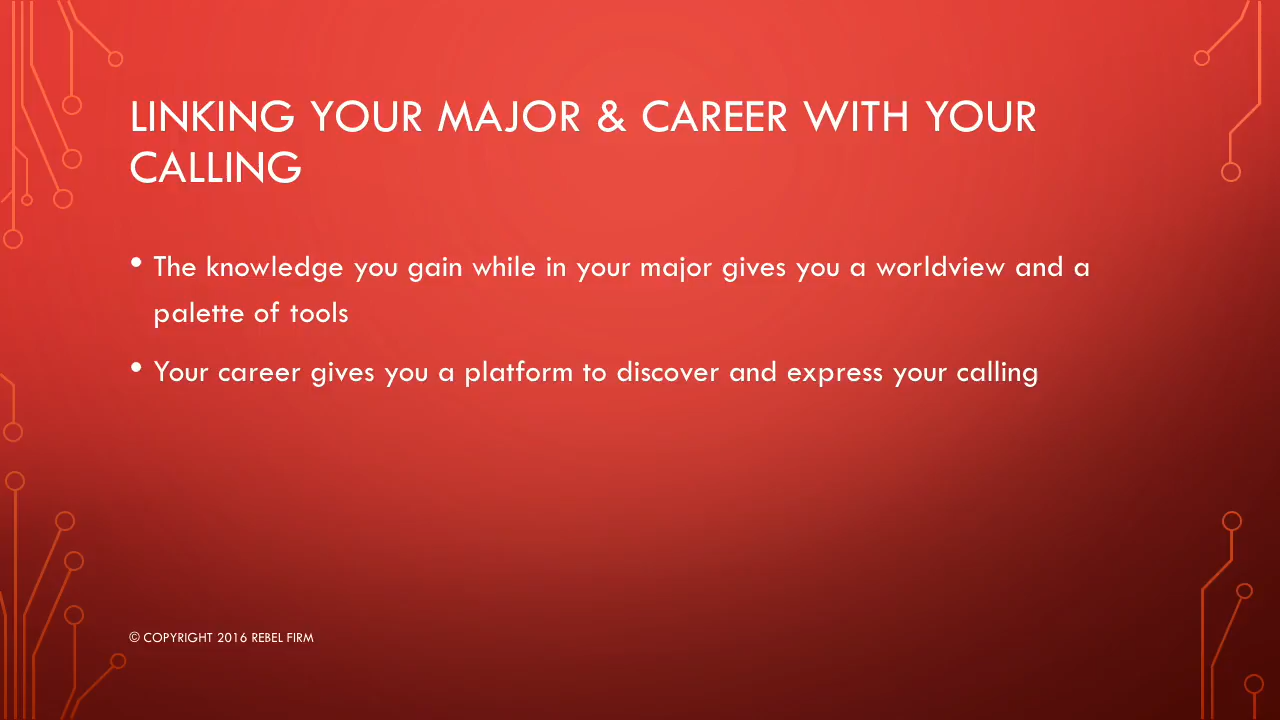 LINKING YOUR MAJOR & CAREER WITH YOUR
CALLING
• The knowledge you gain while in your major gives you a worldview and a
palette of tools
• Your career gives you a platform to discover and express your calling
© COPYRIGHT 2016 REBEL FIRM